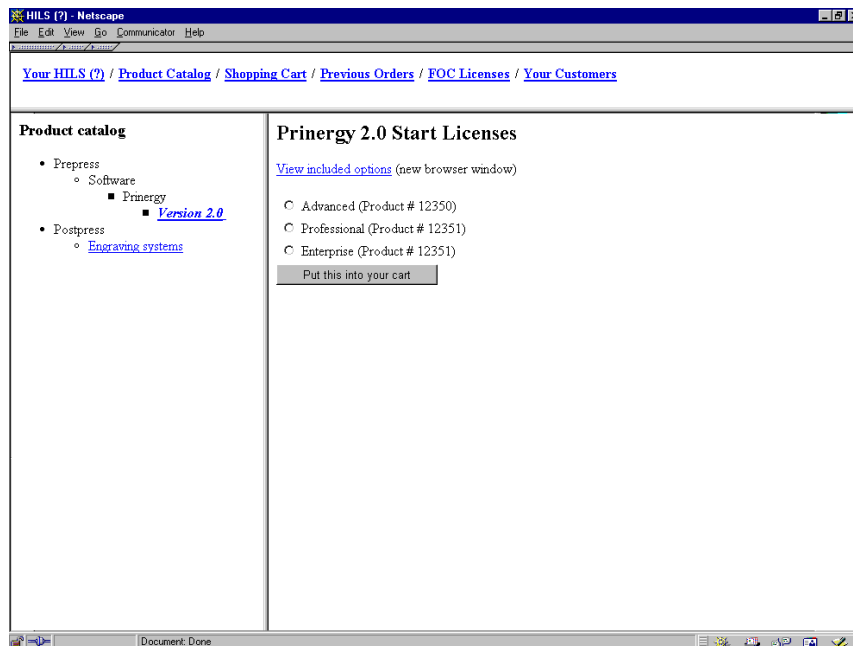 HILS (?) - Netscape
File Edit View Go Communicator Help
Your HILS (?) / Product Catalog / Shopping Cart / Previous Orders / FOC Licenses / Your Customers
Product catalog
Prepress
Software
Prinergy
Version 2.0
Postpress
Engraving systems
Prinergy 2.0 Start Licenses
View included options (new browser window)
Advanced (Product # 12350)
Professional (Product # 12351)
Enterprise (Product # 12351)
Put this into your cart
Document: Done